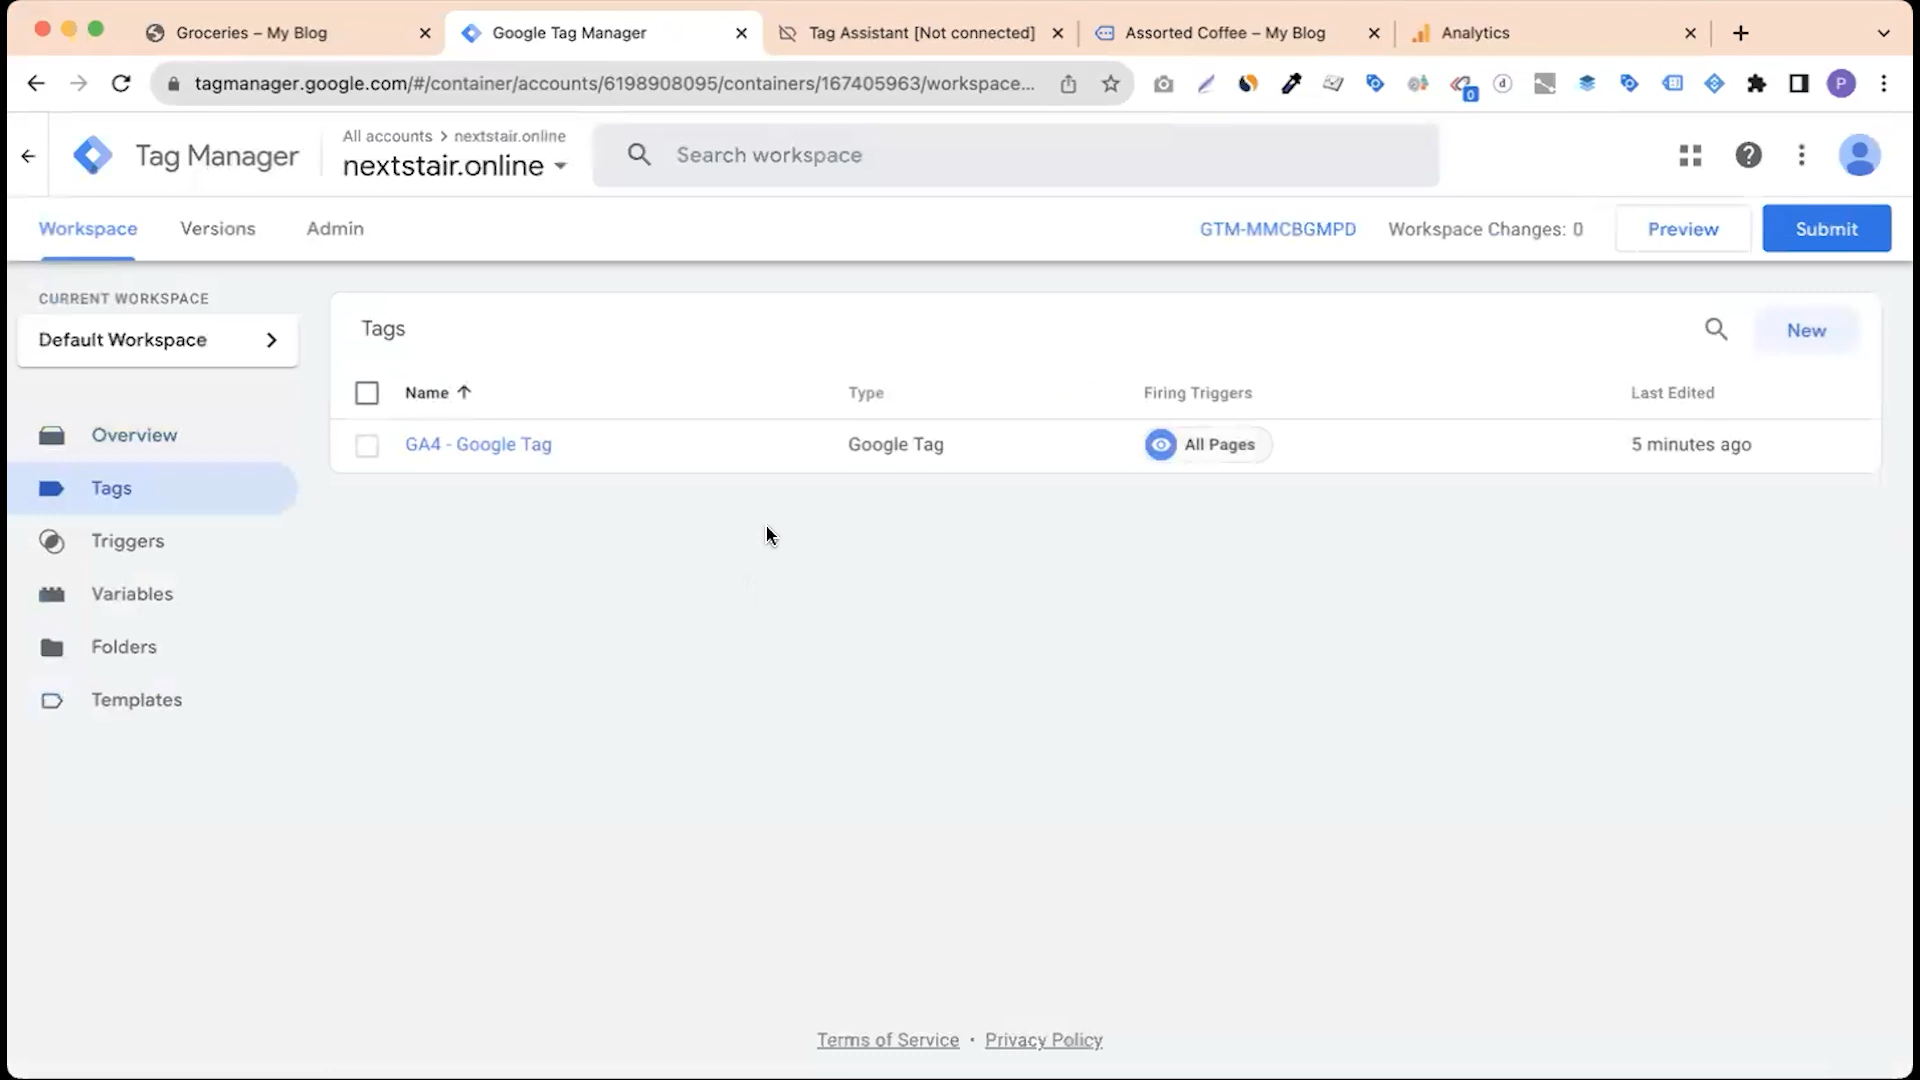 Groceries – My Blog
Google Tag Manager
Tag Assistant [Not connected]
Assorted Coffee – My Blog
Analytics
tagmanager.google.com/#/container/accounts/6198908095/containers/167405963/workspace...
0
d
P
Tag Manager
All accounts > nextstair.online
nextstair.online
Search workspace
Workspace
Versions
Admin
GTM-MMCBGMPD
Workspace Changes: 0
Preview
Submit
CURRENT WORKSPACE
Default Workspace
Overview
Tags
Triggers
Variables
Folders
Templates
Tags
New
Name
Type
Firing Triggers
Last Edited
GA4 - Google Tag
Google Tag
All Pages
5 minutes ago
Terms of Service • Privacy Policy